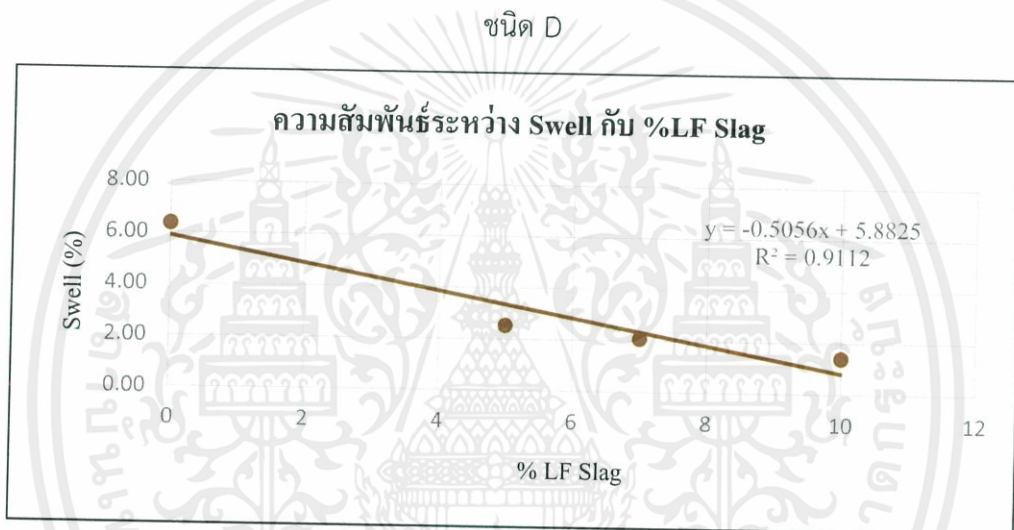 ชนิด D
ความสัมพันธ์ระหว่าง Swell กับ %LF Slag
8.00
6.00
4.00
2.00
0.00
Swell (%)
y = -0.5056x + 5.8825
R² = 0.9112
0 2 4 6 8 10 12
% LF Slag